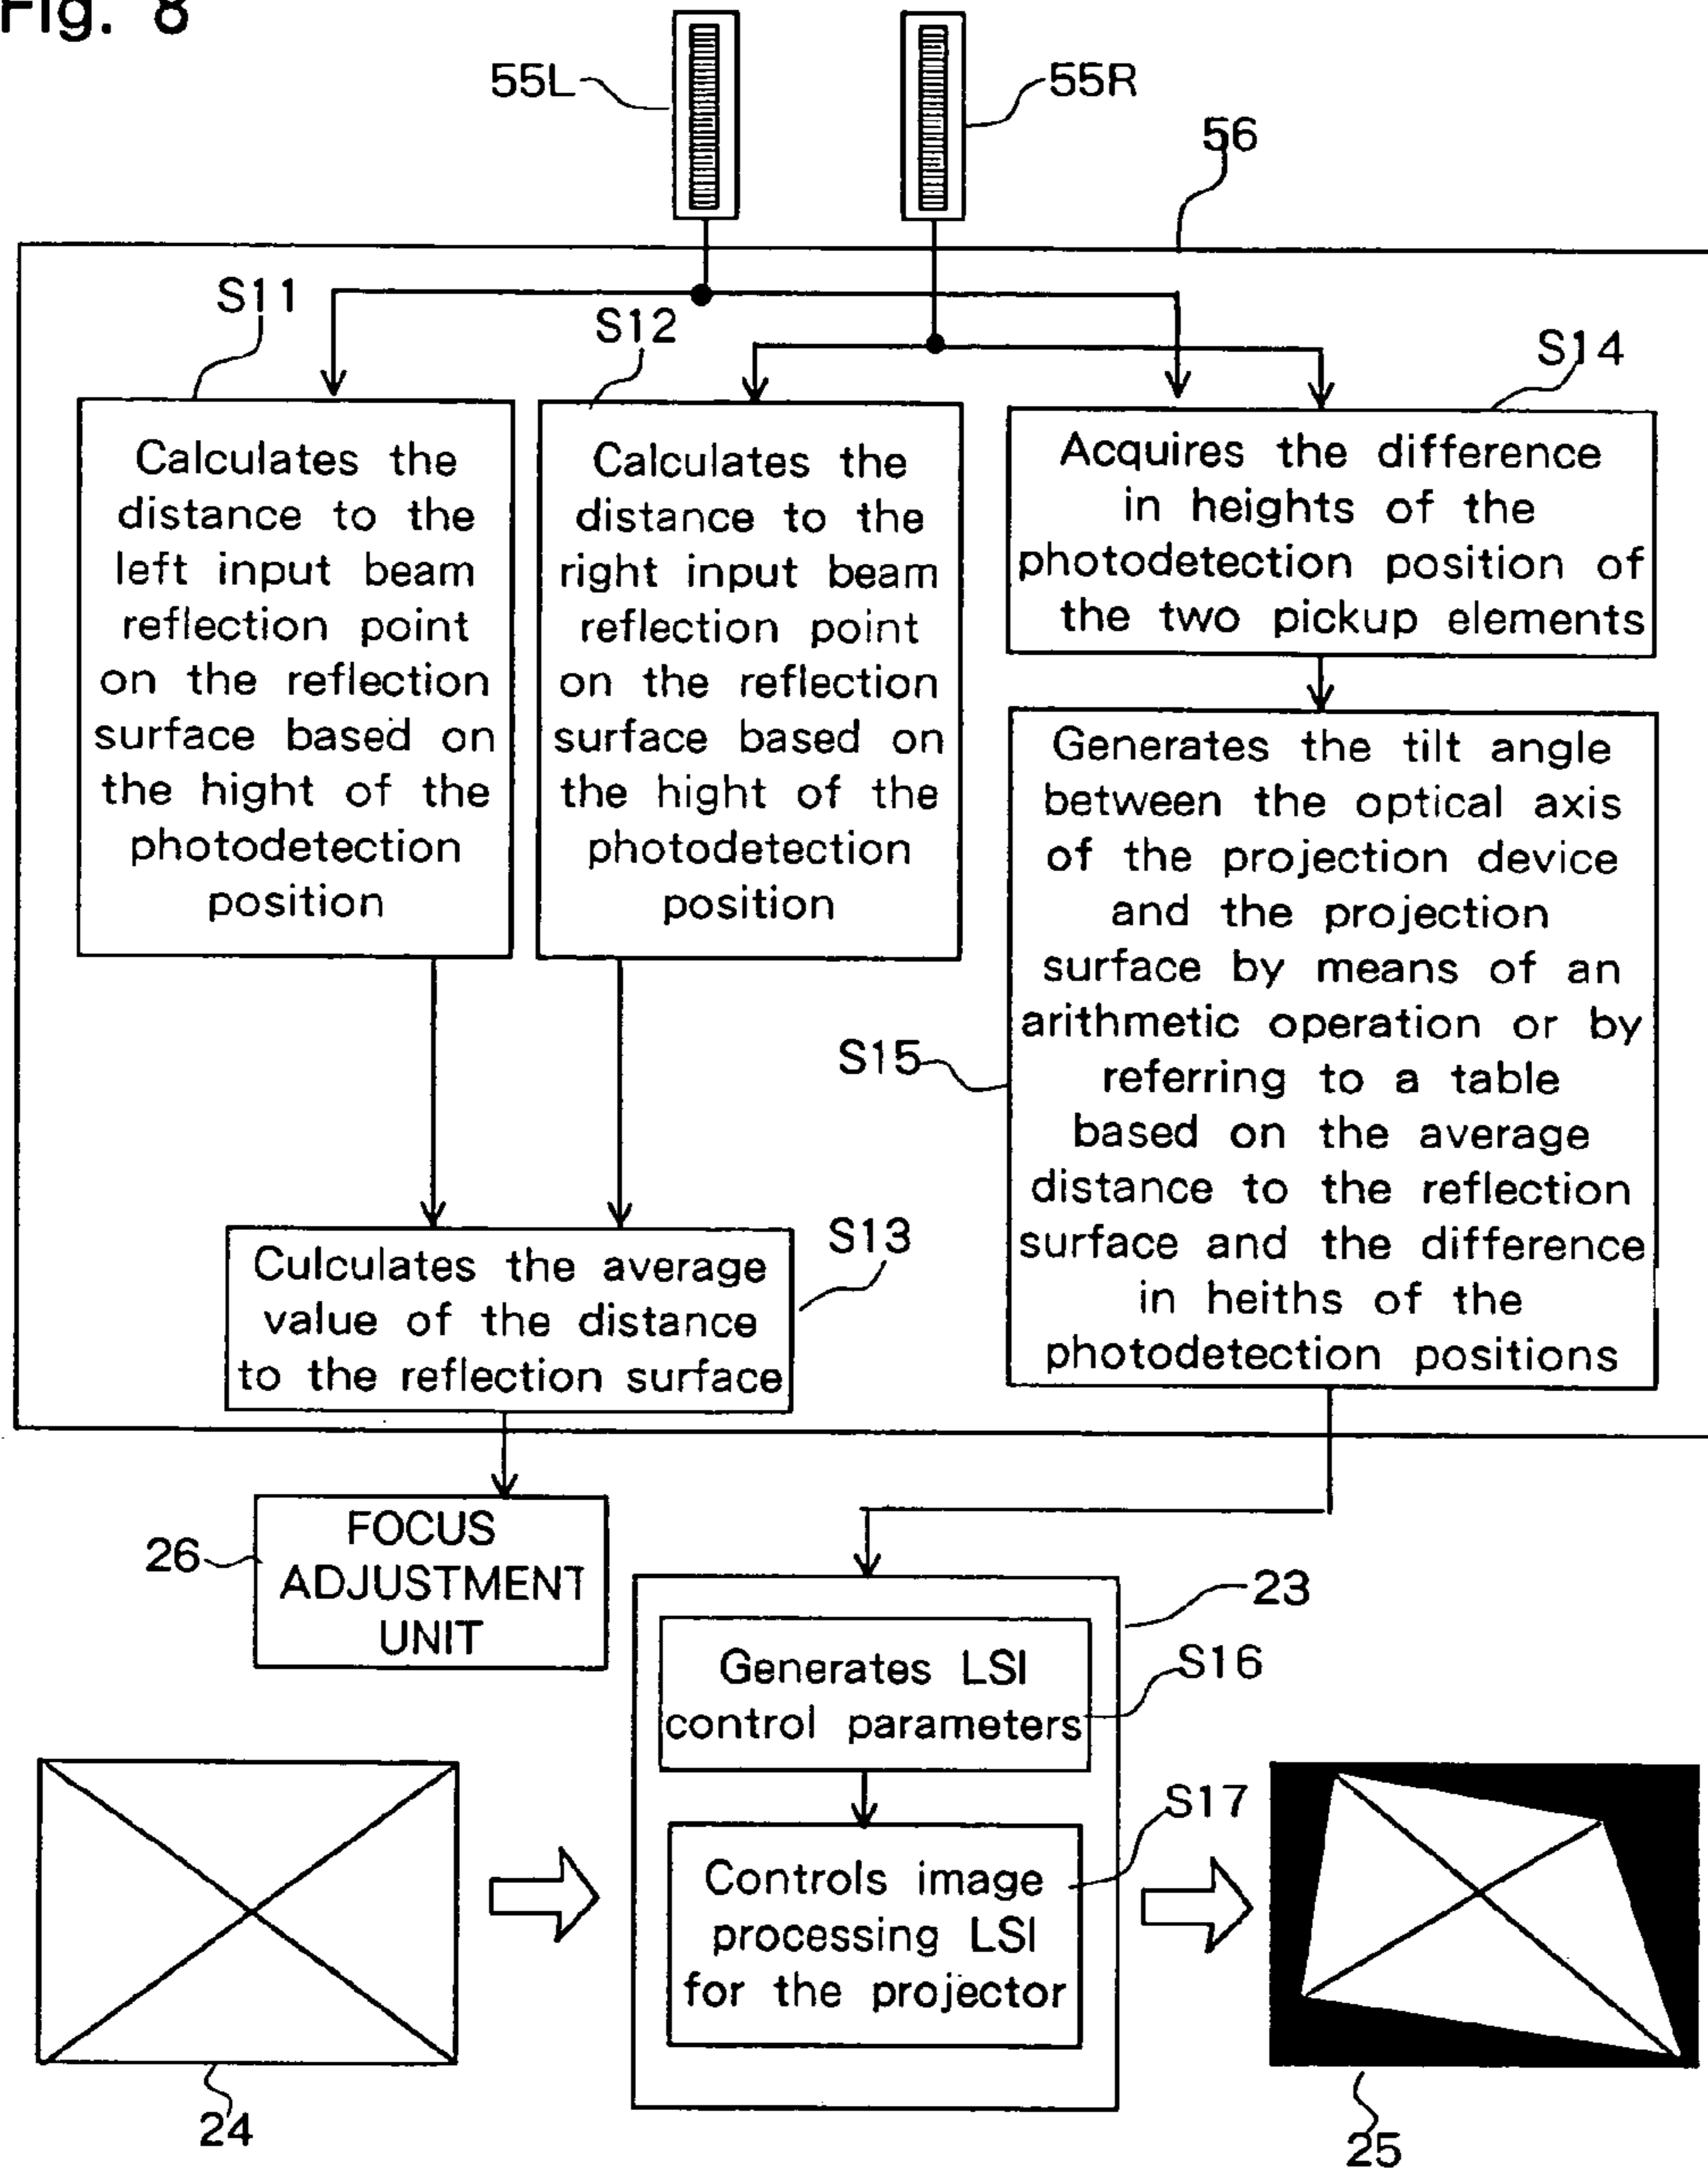 Fig. 8
55L
55R
56
S11
S12
S14
Calculates the
distance to the
left input beam
reflection point
on the reflection
surface based on
the hight of the
photodetection
position
Calculates the
distance to the
right input beam
reflection point
on the reflection
surface based on
the hight of the
photodetection
position
Acquires the difference
in heights of the
photodetection position of
the two pickup elements
S15
Generates the tilt angle
between the optical axis
of the projection device
and the projection
surface by means of an
arithmetic operation or by
referring to a table
based on the average
distance to the reflection
surface and the difference
in heiths of the
photodetection positions
S13
Culculates the average
value of the distance
to the reflection surface
26
FOCUS
ADJUSTMENT
UNIT
23
Generates LSI
control parameters
S16
S17
Controls image
processing LSI
for the projector
24
25